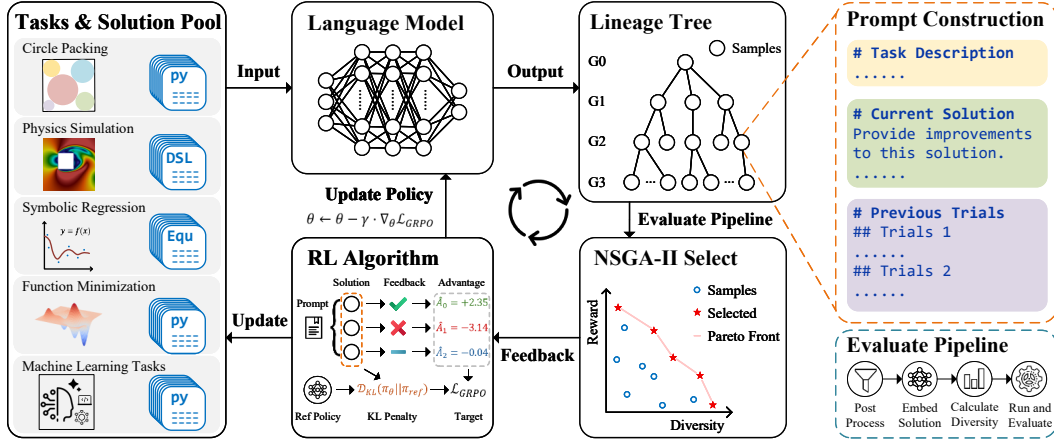 Tasks & Solution Pool
Circle Packing
py
Physics Simulation
DSL
Symbolic Regression
y = f(x)
Equ
Function Minimization
py
Machine Learning Tasks
py
Input
Language Model
Output
Update Policy
θ ← θ − γ · ∇θℒGRPO
Lineage Tree
Samples
G0
G1
G2
G3
Evaluate Pipeline
RL Algorithm
Solution
Feedback
Advantage
Prompt
Â₀ = +2.35
Â₁ = −3.14
Â₂ = −0.04
𝒟KL(πθ||πref)
ℒGRPO
Ref Policy
KL Penalty
Target
Update
Feedback
NSGA-II Select
Samples
Selected
Pareto Front
Reward
Diversity
Prompt Construction
# Task Description
......
# Current Solution
Provide improvements
to this solution.
......
# Previous Trials
## Trials 1
......
## Trials 2
......
Evaluate Pipeline
Post
Process
Embed
Solution
Calculate
Diversity
Run and
Evaluate